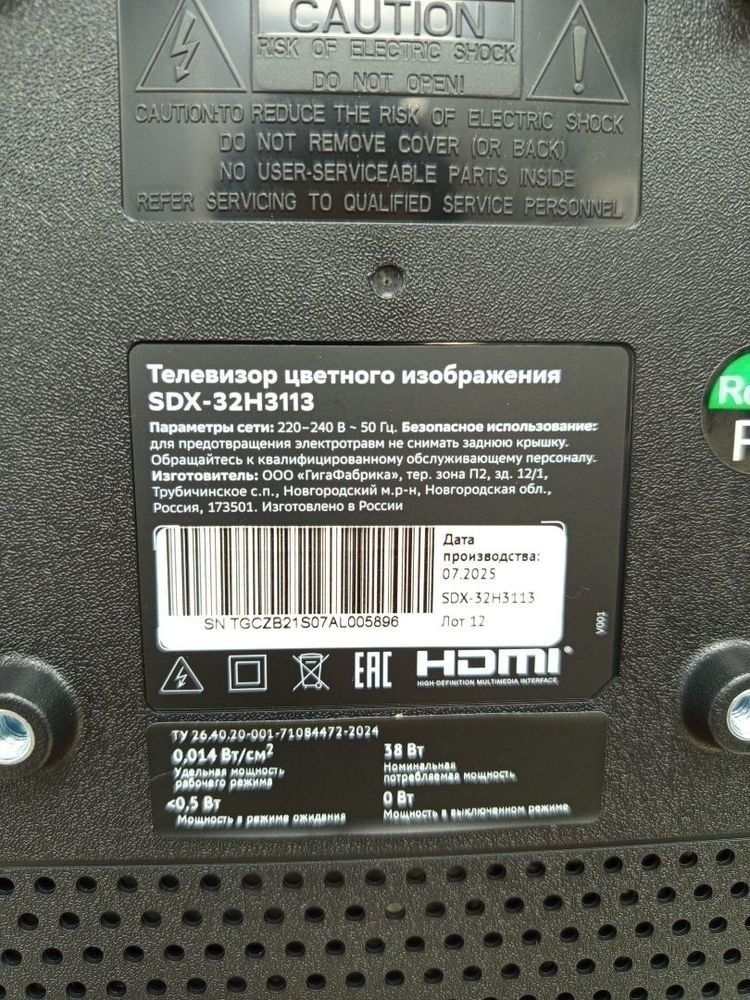 CAUTION
RISK OF ELECTRIC SHOCK
DO NOT OPEN!
CAUTION:TO REDUCE THE RISK OF ELECTRIC SHOCK
DO NOT REMOVE COVER (OR BACK)
NO USER-SERVICEABLE PARTS INSIDE
REFER SERVICING TO QUALIFIED SERVICE PERSONNEL
Телевизор цветного изображения
SDX-32H3113
Параметры сети: 220–240 В ~ 50 Гц. Безопасное использование:
для предотвращения электротравм не снимать заднюю крышку.
Обращайтесь к квалифицированному обслуживающему персоналу.
Изготовитель: ООО «ГигаФабрика», тер. зона П2, зд. 12/1,
Трубичинское с.п., Новгородский м.р-н, Новгородская обл.,
Россия, 173501. Изготовлено в России
Дата
производства:
07.2025
SDX-32H3113
Лот 12
SN TGCZB21S07AL005896
V001
EAC HDMI
HIGH-DEFINITION MULTIMEDIA INTERFACE
ТУ 26.40.20-001-71084472-2024
0,014 Вт/см²
Удельная мощность
рабочего режима
38 Вт
Номинальная
потребляемая мощность
<0,5 Вт
Мощность в режиме ожидания
0 Вт
Мощность в выключенном режиме